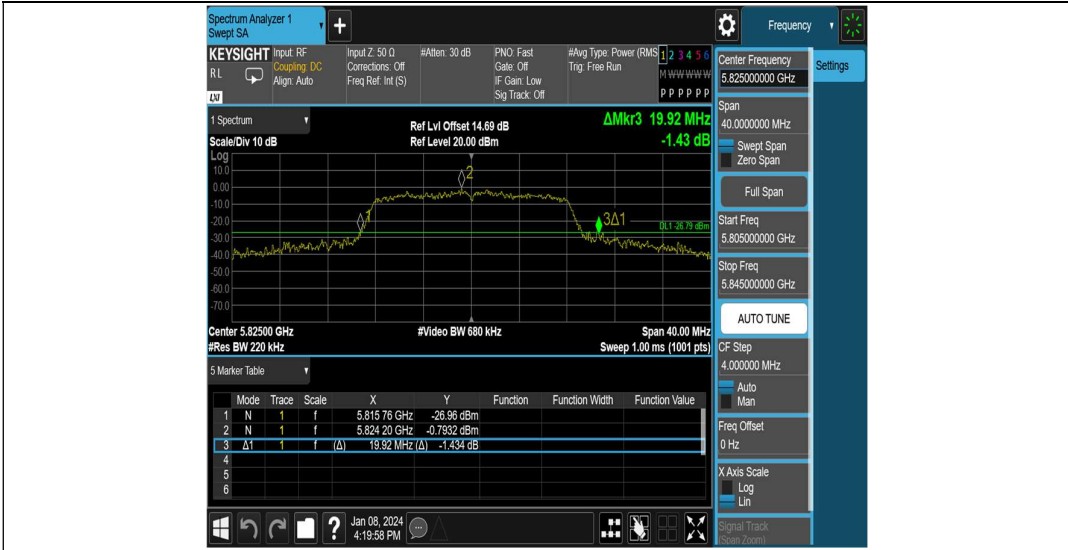 Spectrum Analyzer 1
Swept SA
+
Frequency
KEYSIGHT
RL
LXI
Input: RF
Coupling: DC
Align: Auto
Input Z: 50 Ω
Corrections: Off
Freq Ref: Int (S)
#Atten: 30 dB
PNO: Fast
Gate: Off
IF Gain: Low
Sig Track: Off
#Avg Type: Power (RMS
Trig: Free Run
1 2 3 4 5 6
M W W W W W
P P P P P P
Center Frequency
5.825000000 GHz
Settings
Span
40.0000000 MHz
Swept Span
Zero Span
Full Span
Start Freq
5.805000000 GHz
Stop Freq
5.845000000 GHz
AUTO TUNE
CF Step
4.000000 MHz
Auto
Man
Freq Offset
0 Hz
X Axis Scale
Log
Lin
Signal Track
(Span Zoom)
1 Spectrum
Scale/Div 10 dB
Ref Lvl Offset 14.69 dB
Ref Level 20.00 dBm
ΔMkr3 19.92 MHz
-1.43 dB
Log
10.0
0.00
-10.0
-20.0
-30.0
-40.0
-50.0
-60.0
-70.0
1
2
3Δ1
DL1 -26.79 dBm
Center 5.82500 GHz
#Video BW 680 kHz
Span 40.00 MHz
#Res BW 220 kHz
Sweep 1.00 ms (1001 pts)
5 Marker Table
Mode Trace Scale X Y Function Function Width Function Value
1 N 1 f 5.815 76 GHz -26.96 dBm
2 N 1 f 5.824 20 GHz -0.7932 dBm
3 Δ1 1 f (Δ) 19.92 MHz (Δ) -1.434 dB
4
5
6
?
Jan 08, 2024
4:19:58 PM